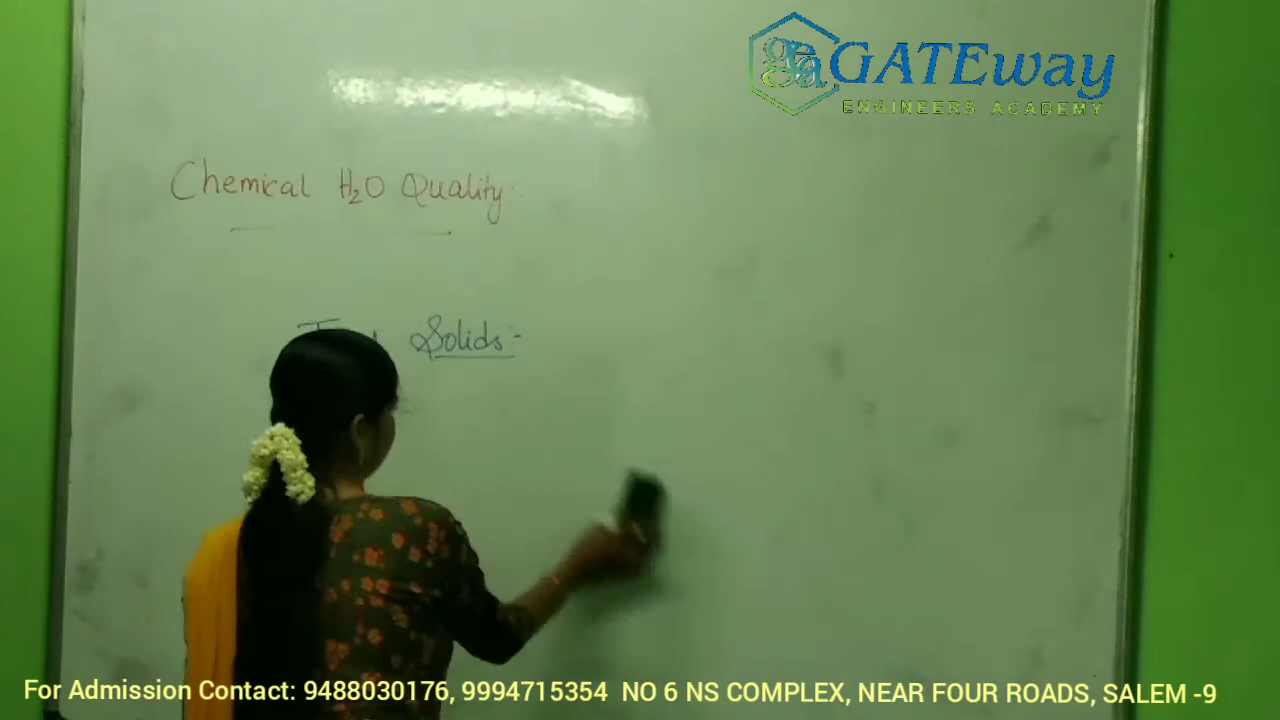 GATEway
ENGINEERS ACADEMY
Chemical H₂O Quality:
Solids:-
For Admission Contact: 9488030176, 9994715354 NO 6 NS COMPLEX, NEAR FOUR ROADS, SALEM -9